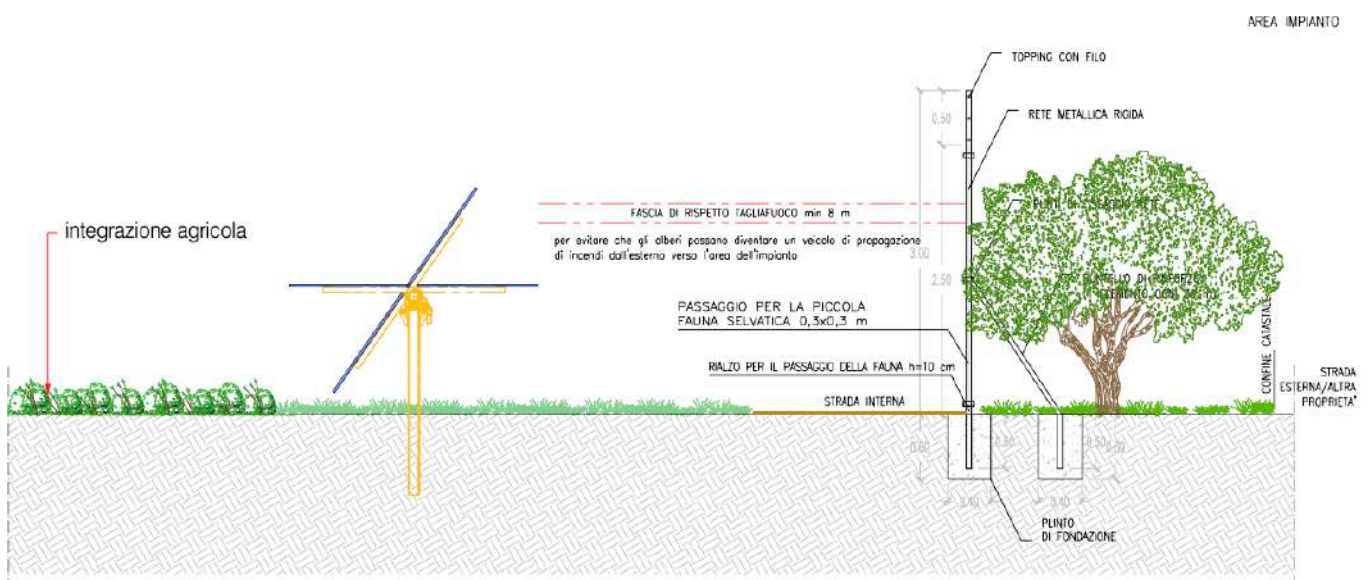 AREA IMPIANTO
TOPPING CON FILO
0.50
RETE METALLICA RIGIDA
integrazione agricola
FASCIA DI RISPETTO TAGLIAFUOCO min 8 m
per evitare che gli alberi possano diventare un veicolo di propagazione
di incendi dall'esterno verso l'area dell'impianto
3.00
2.50
PASSAGGIO PER LA PICCOLA
FAUNA SELVATICA 0,3x0,3 m
RIALZO PER IL PASSAGGIO DELLA FAUNA h=10 cm
CONFINE CATASTALE
STRADA
ESTERNA/ALTRA
PROPRIETA'
STRADA INTERNA
0.60
0.50
0.60
PLINTO
DI FONDAZIONE